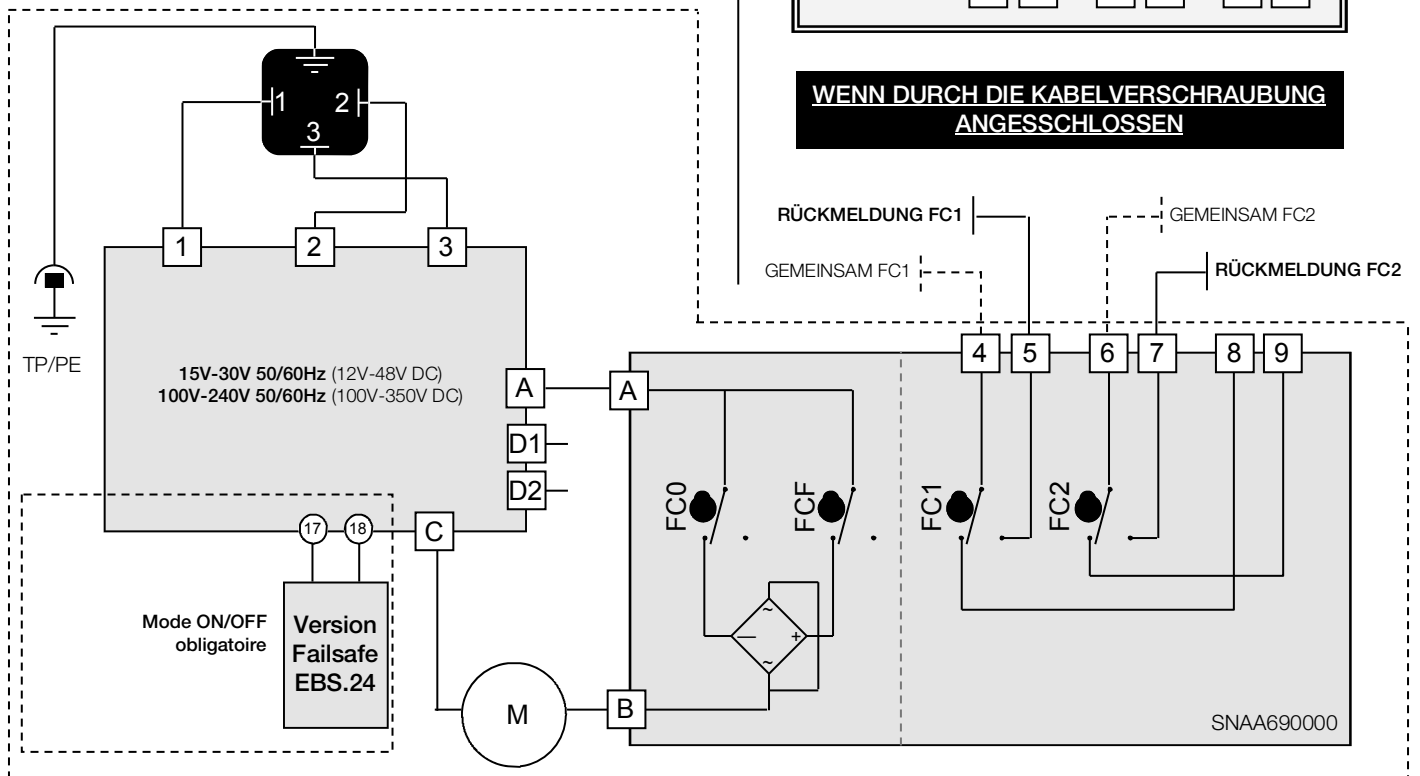 WENN DURCH DIE KABELVERSCHRAUBUNG
ANGESSCHLOSSEN
1
2
3
RÜCKMELDUNG FC1
GEMEINSAM FC2
GEMEINSAM FC1
RÜCKMELDUNG FC2
1
2
3
TP/PE
15V-30V 50/60Hz (12V-48V DC)
100V-240V 50/60Hz (100V-350V DC)
A
D1
D2
A
4
5
6
7
8
9
FC0
FCF
FC1
FC2
17
18
C
Mode ON/OFF
obligatoire
Version
Failsafe
EBS.24
~
—
+
~
M
B
SNAA690000